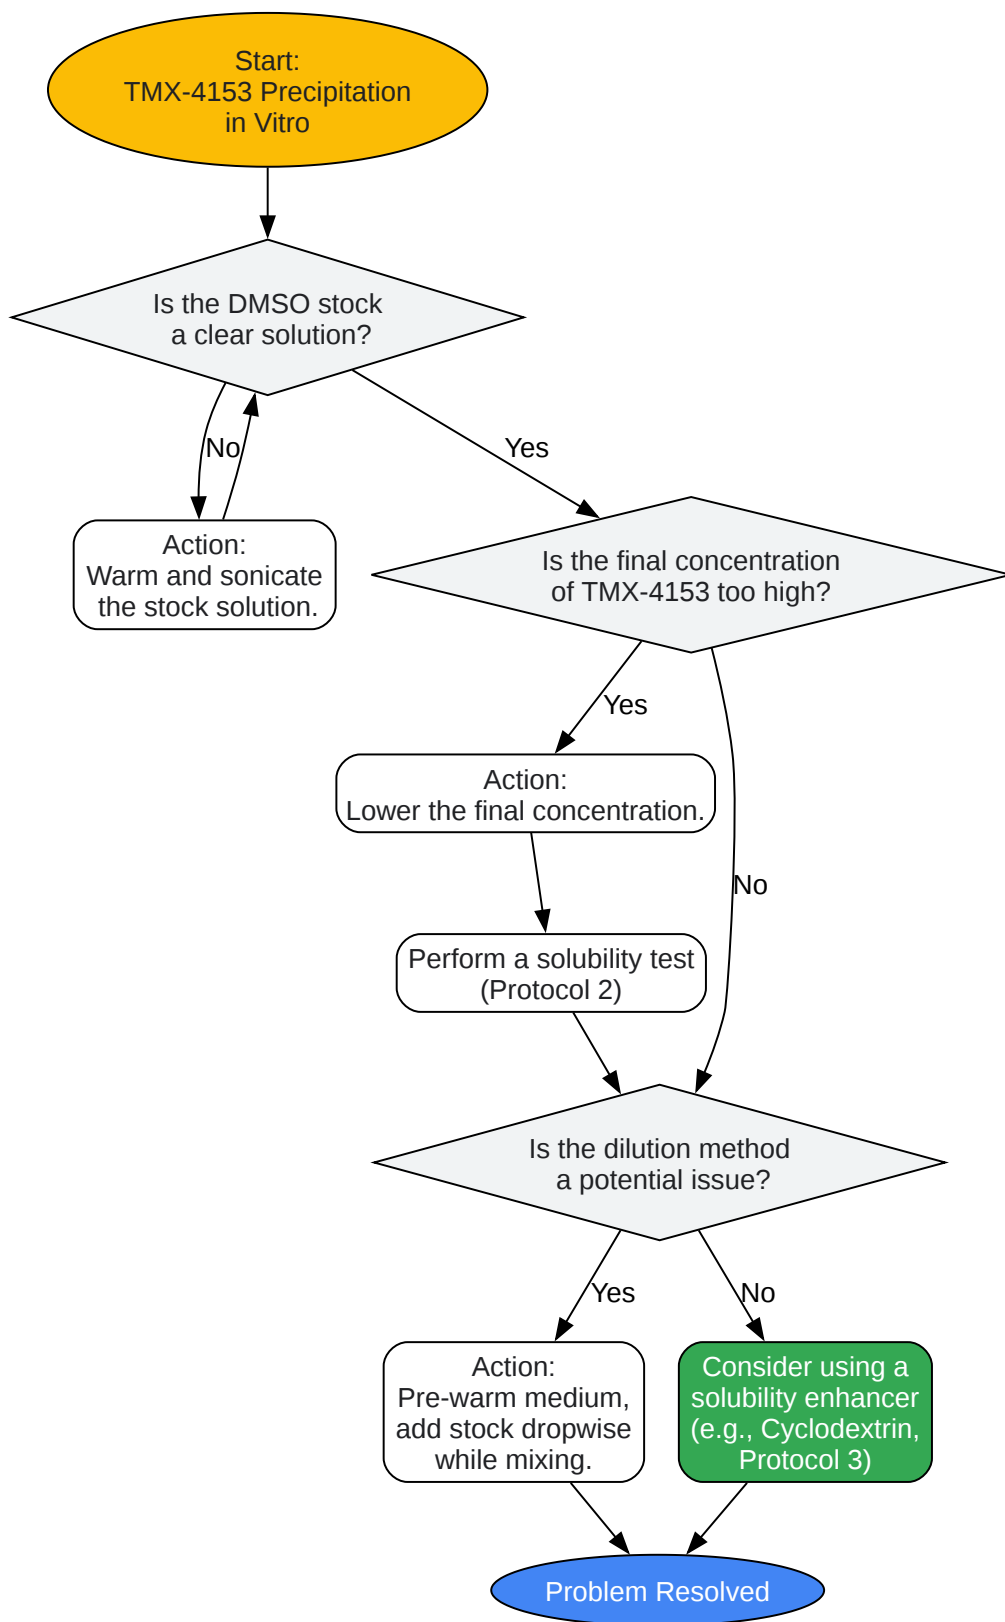 Start:
TMX-4153 Precipitation
in Vitro
Is the DMSO stock
a clear solution?
No
Yes
Action:
Warm and sonicate
the stock solution.
Is the final concentration
of TMX-4153 too high?
Yes
Action:
Lower the final concentration.
No
Perform a solubility test
(Protocol 2)
Is the dilution method
a potential issue?
Yes
No
Action:
Pre-warm medium,
add stock dropwise
while mixing.
Consider using a
solubility enhancer
(e.g., Cyclodextrin,
Protocol 3)
Problem Resolved